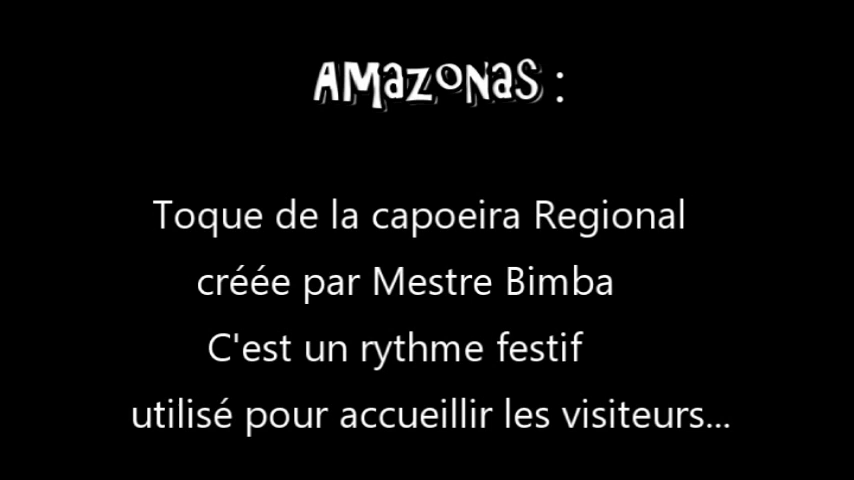 AMazonas :
Toque de la capoeira Regional
créée par Mestre Bimba
C'est un rythme festif
utilisé pour accueillir les visiteurs...